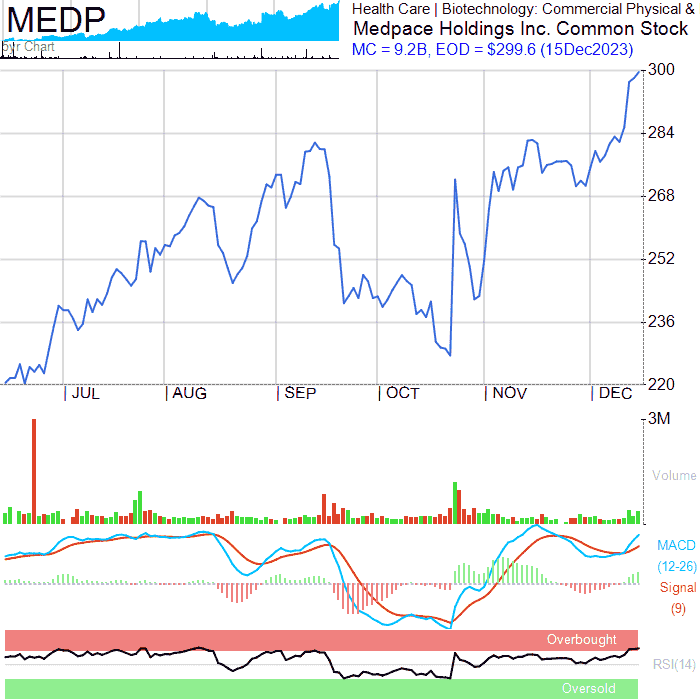 MEDP
5yr Chart
Health Care | Biotechnology: Commercial Physical &
Medpace Holdings Inc. Common Stock
MC = 9.2B, EOD = $299.6 (15Dec2023)
300
284
268
252
236
220
JUL
AUG
SEP
OCT
NOV
DEC
3M
Volume
MACD
(12-26)
Signal
(9)
Overbought
RSI(14)
Oversold